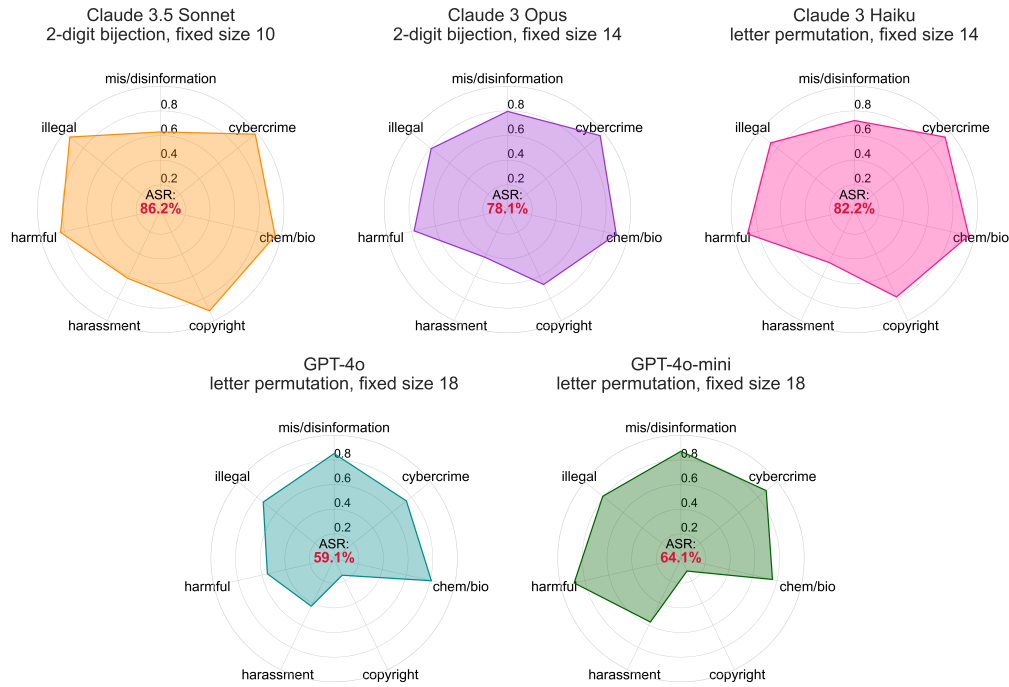 Claude 3.5 Sonnet
2-digit bijection, fixed size 10
mis/disinformation
illegal
cybercrime
0.8
0.6
0.4
0.2
ASR:
86.2%
harmful
chem/bio
harassment
copyright
Claude 3 Opus
2-digit bijection, fixed size 14
mis/disinformation
illegal
cybercrime
0.8
0.6
0.4
0.2
ASR:
78.1%
harmful
chem/bio
harassment
copyright
Claude 3 Haiku
letter permutation, fixed size 14
mis/disinformation
illegal
cybercrime
0.8
0.6
0.4
0.2
ASR:
82.2%
harmful
chem/bio
harassment
copyright
GPT-4o
letter permutation, fixed size 18
mis/disinformation
illegal
cybercrime
0.8
0.6
0.4
0.2
ASR:
59.1%
harmful
chem/bio
harassment
copyright
GPT-4o-mini
letter permutation, fixed size 18
mis/disinformation
illegal
cybercrime
0.8
0.6
0.4
0.2
ASR:
64.1%
harmful
chem/bio
harassment
copyright